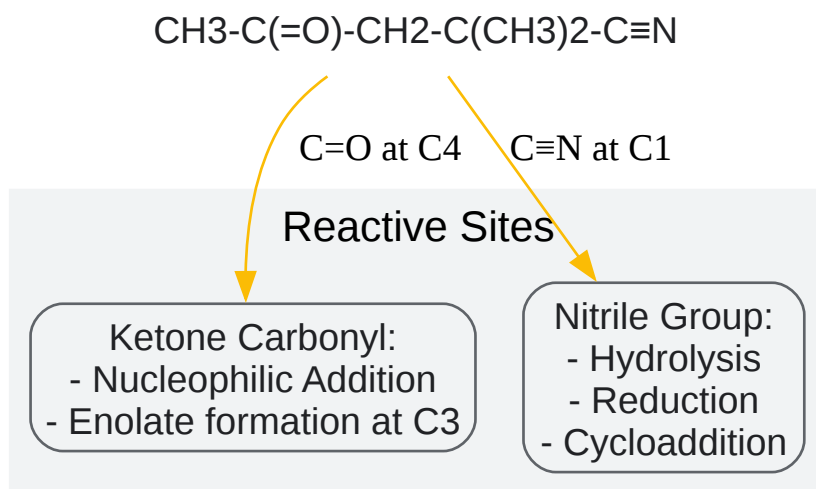 CH3-C(=O)-CH2-C(CH3)2-C≡N
C=O at C4
C≡N at C1
Reactive Sites
Ketone Carbonyl:
- Nucleophilic Addition
- Enolate formation at C3
Nitrile Group:
- Hydrolysis
- Reduction
- Cycloaddition